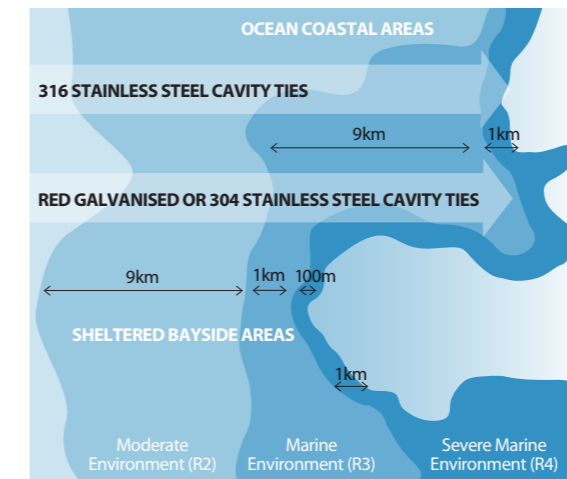 OCEAN COASTAL AREAS
316 STAINLESS STEEL CAVITY TIES
9km
1km
RED GALVANISED OR 304 STAINLESS STEEL CAVITY TIES
9km
1km
100m
SHELTERED BAYSIDE AREAS
1km
Moderate
Environment (R2)
Marine
Environment (R3)
Severe Marine
Environment (R4)